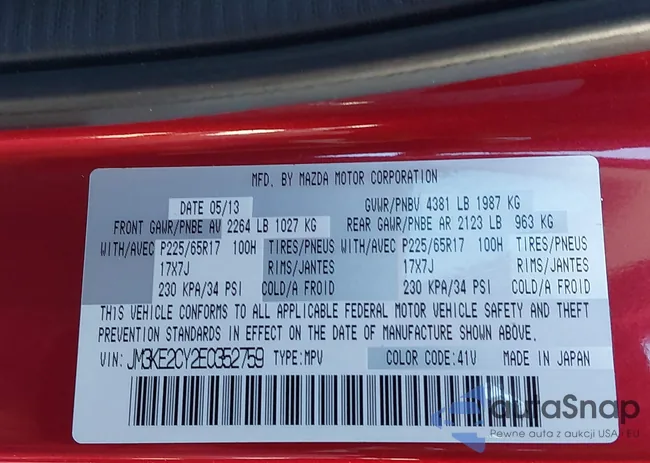 MFD. BY MAZDA MOTOR CORPORATION
DATE 05/13 GVWR/PNBV 4381 LB 1987 KG
FRONT GAWR/PNBE AV 2264 LB 1027 KG REAR GAWR/PNBE AR 2123 LB 963 KG
WITH/AVEC P225/65R17 100H TIRES/PNEUS WITH/AVEC P225/65R17 100H TIRES/PNEUS
17X7J RIMS/JANTES 17X7J RIMS/JANTES
230 KPA/34 PSI COLD/A FROID 230 KPA/34 PSI COLD/A FROID
THIS VEHICLE CONFORMS TO ALL APPLICABLE FEDERAL MOTOR VEHICLE SAFETY AND THEFT
PREVENTION STANDARDS IN EFFECT ON THE DATE OF MANUFACTURE SHOWN ABOVE.
VIN: JM3KE2CY2E0352759 TYPE: MPV COLOR CODE: 41V MADE IN JAPAN
autaSnap
Pewne auta z aukcji USA / EU